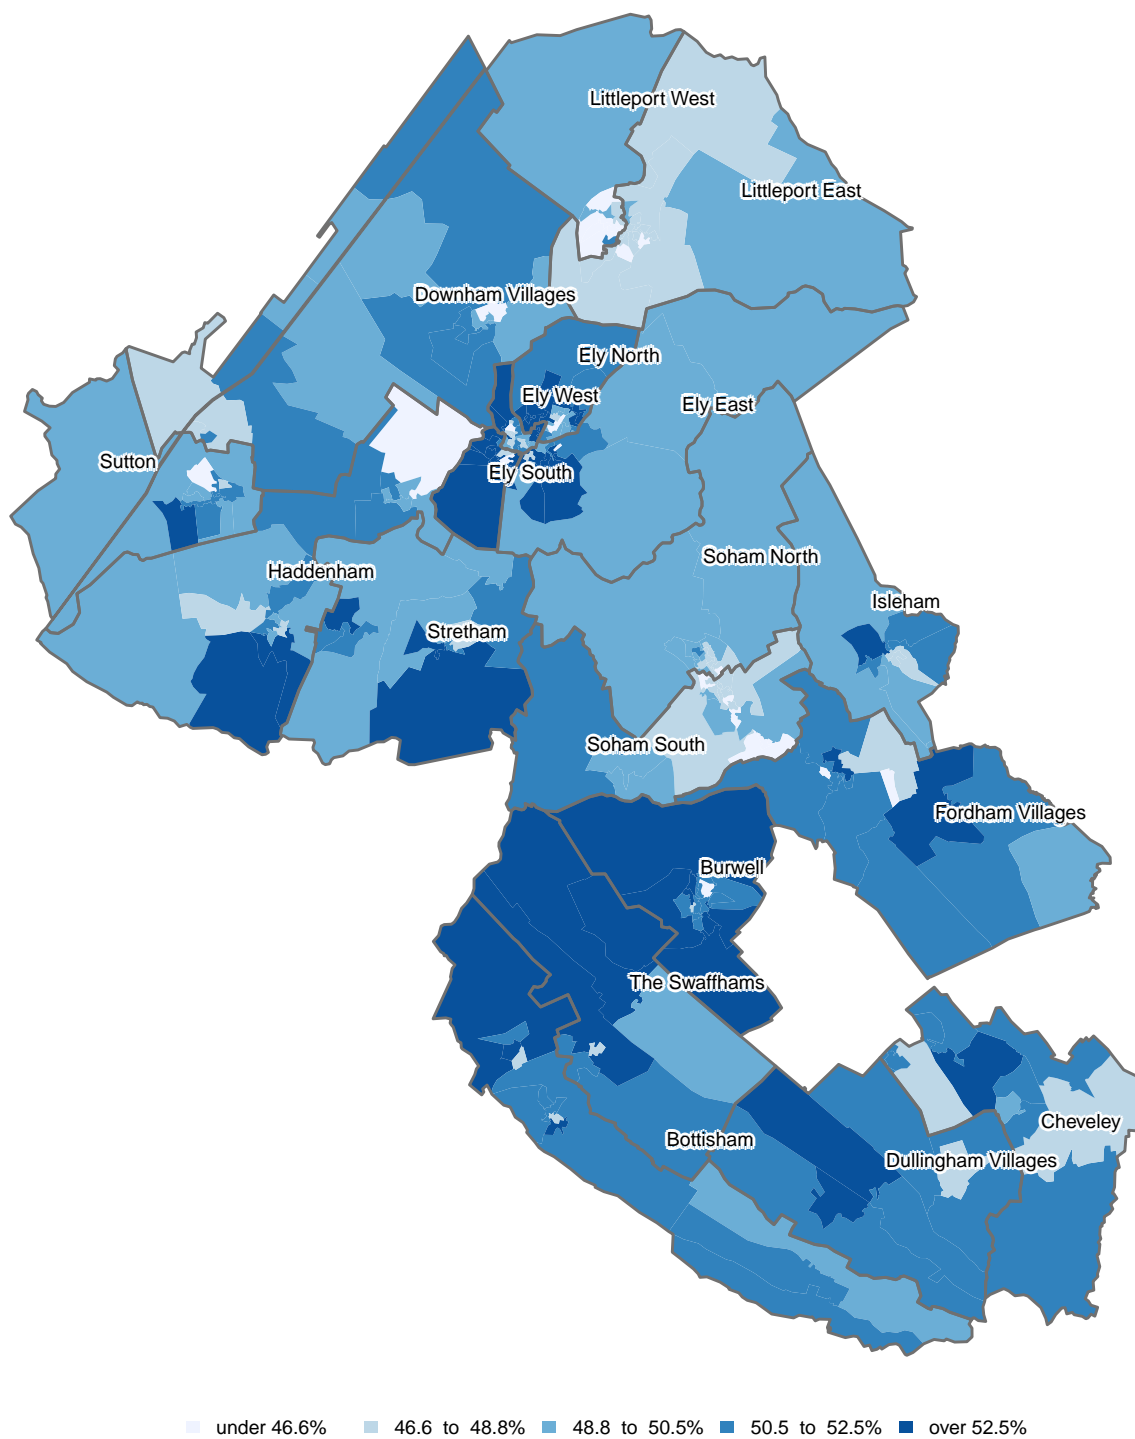 Littleport West
Littleport East
Downham Villages
Ely North
Ely West
Ely East
Sutton
Ely South
Soham North
Haddenham
Isleham
Stretham
Soham South
Fordham Villages
Burwell
The Swaffhams
Cheveley
Bottisham
Dullingham Villages
under 46.6% 46.6 to 48.8% 48.8 to 50.5% 50.5 to 52.5% over 52.5%